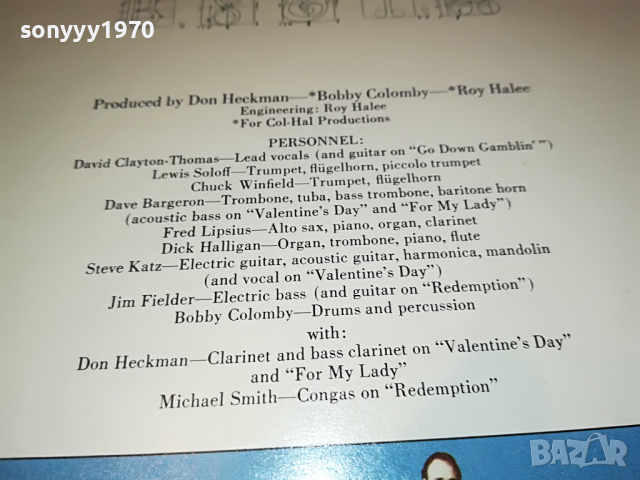 sonyyy1970
Produced by Don Heckman—*Bobby Colomby—*Roy Halee
Engineering: Roy Halee
*For Col-Hal Productions
PERSONNEL:
David Clayton-Thomas—Lead vocals (and guitar on "Go Down Gamblin'")
Lewis Soloff—Trumpet, flügelhorn, piccolo trumpet
Chuck Winfield—Trumpet, flügelhorn
Dave Bargeron—Trombone, tuba, bass trombone, baritone horn
(acoustic bass on "Valentine's Day" and "For My Lady")
Fred Lipsius—Alto sax, piano, organ, clarinet
Dick Halligan—Organ, trombone, piano, flute
Steve Katz—Electric guitar, acoustic guitar, harmonica, mandolin
(and vocal on "Valentine's Day")
Jim Fielder—Electric bass (and guitar on "Redemption")
Bobby Colomby—Drums and percussion
with:
Don Heckman—Clarinet and bass clarinet on "Valentine's Day"
and "For My Lady"
Michael Smith—Congas on "Redemption"
BAZAR